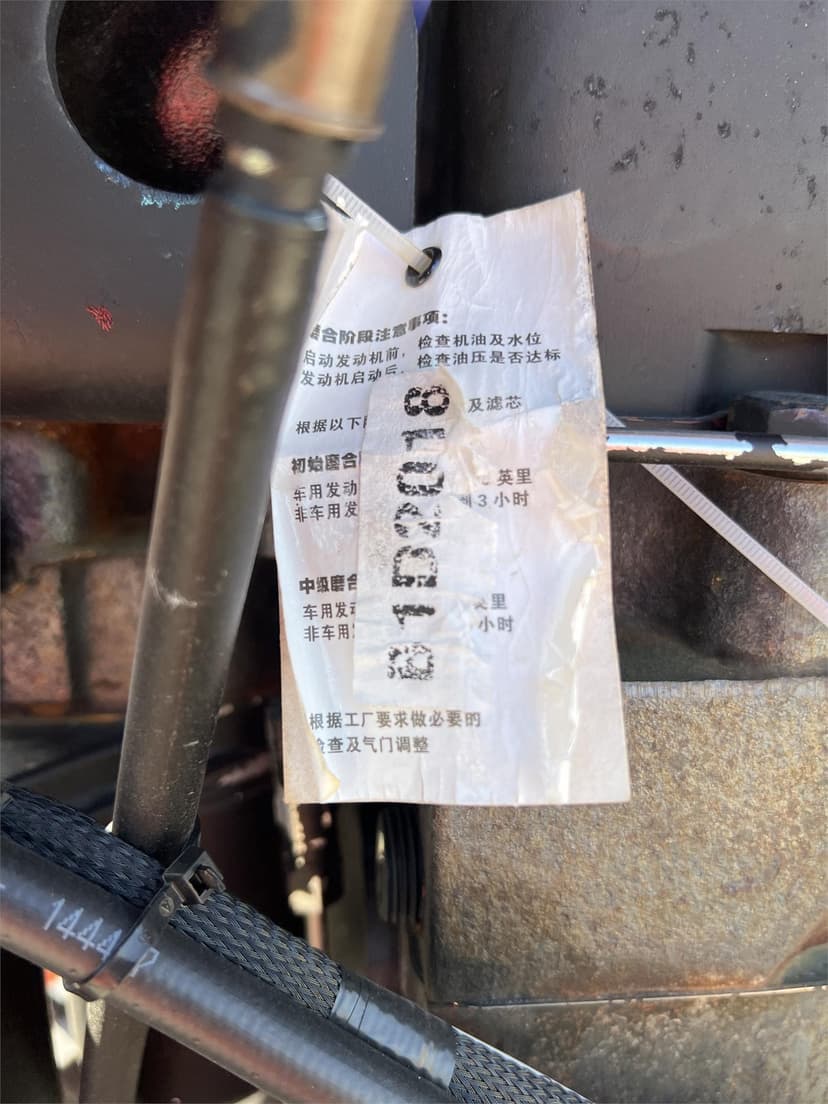 磨合阶段注意事项：
启动发动机前，检查机油及水位
发动机启动后，检查油压是否达标
根据以下
及滤芯
初始磨合
车用发动 英里
非车用发 到3小时
中级磨合
车用发动 英里
非车用 小时
根据工厂要求做必要的
检查及气门调整
B1D2018
1444